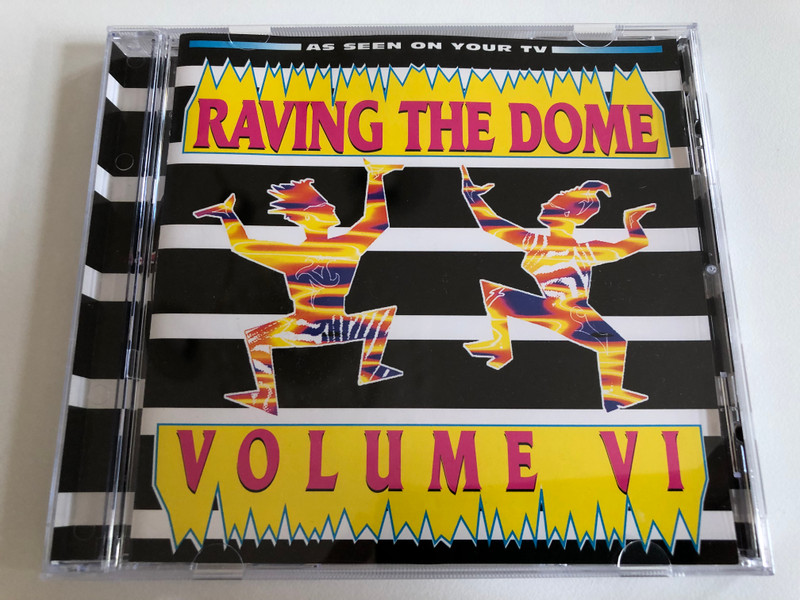 AS SEEN ON YOUR TV
RAVING THE DOME
VOLUME VI